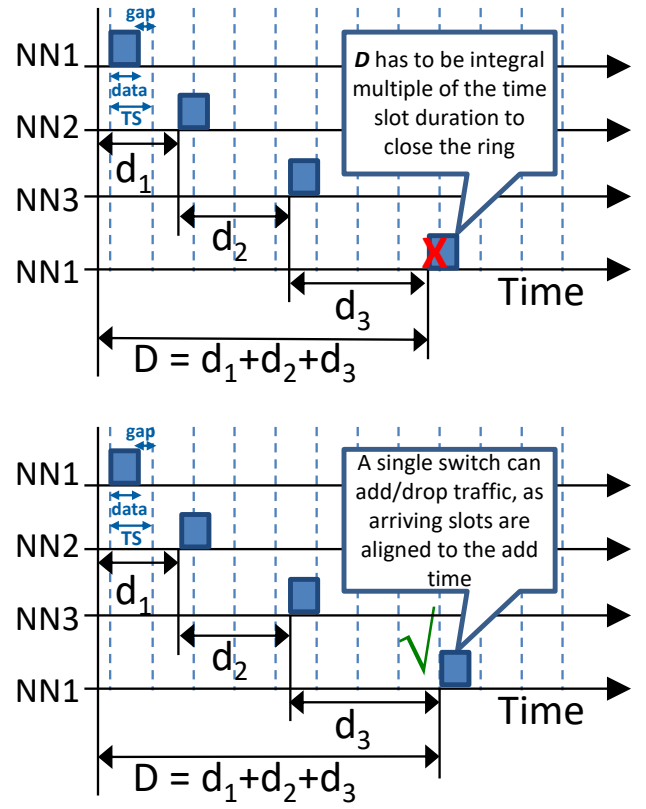 gap
NN1
data
TS
NN2
d₁
NN3
d₂
NN1
X
Time
d₃
D = d₁+d₂+d₃
D has to be integral
multiple of the time
slot duration to
close the ring
gap
NN1
data
TS
NN2
d₁
NN3
d₂
NN1
Time
d₃
D = d₁+d₂+d₃
A single switch can
add/drop traffic, as
arriving slots are
aligned to the add
time